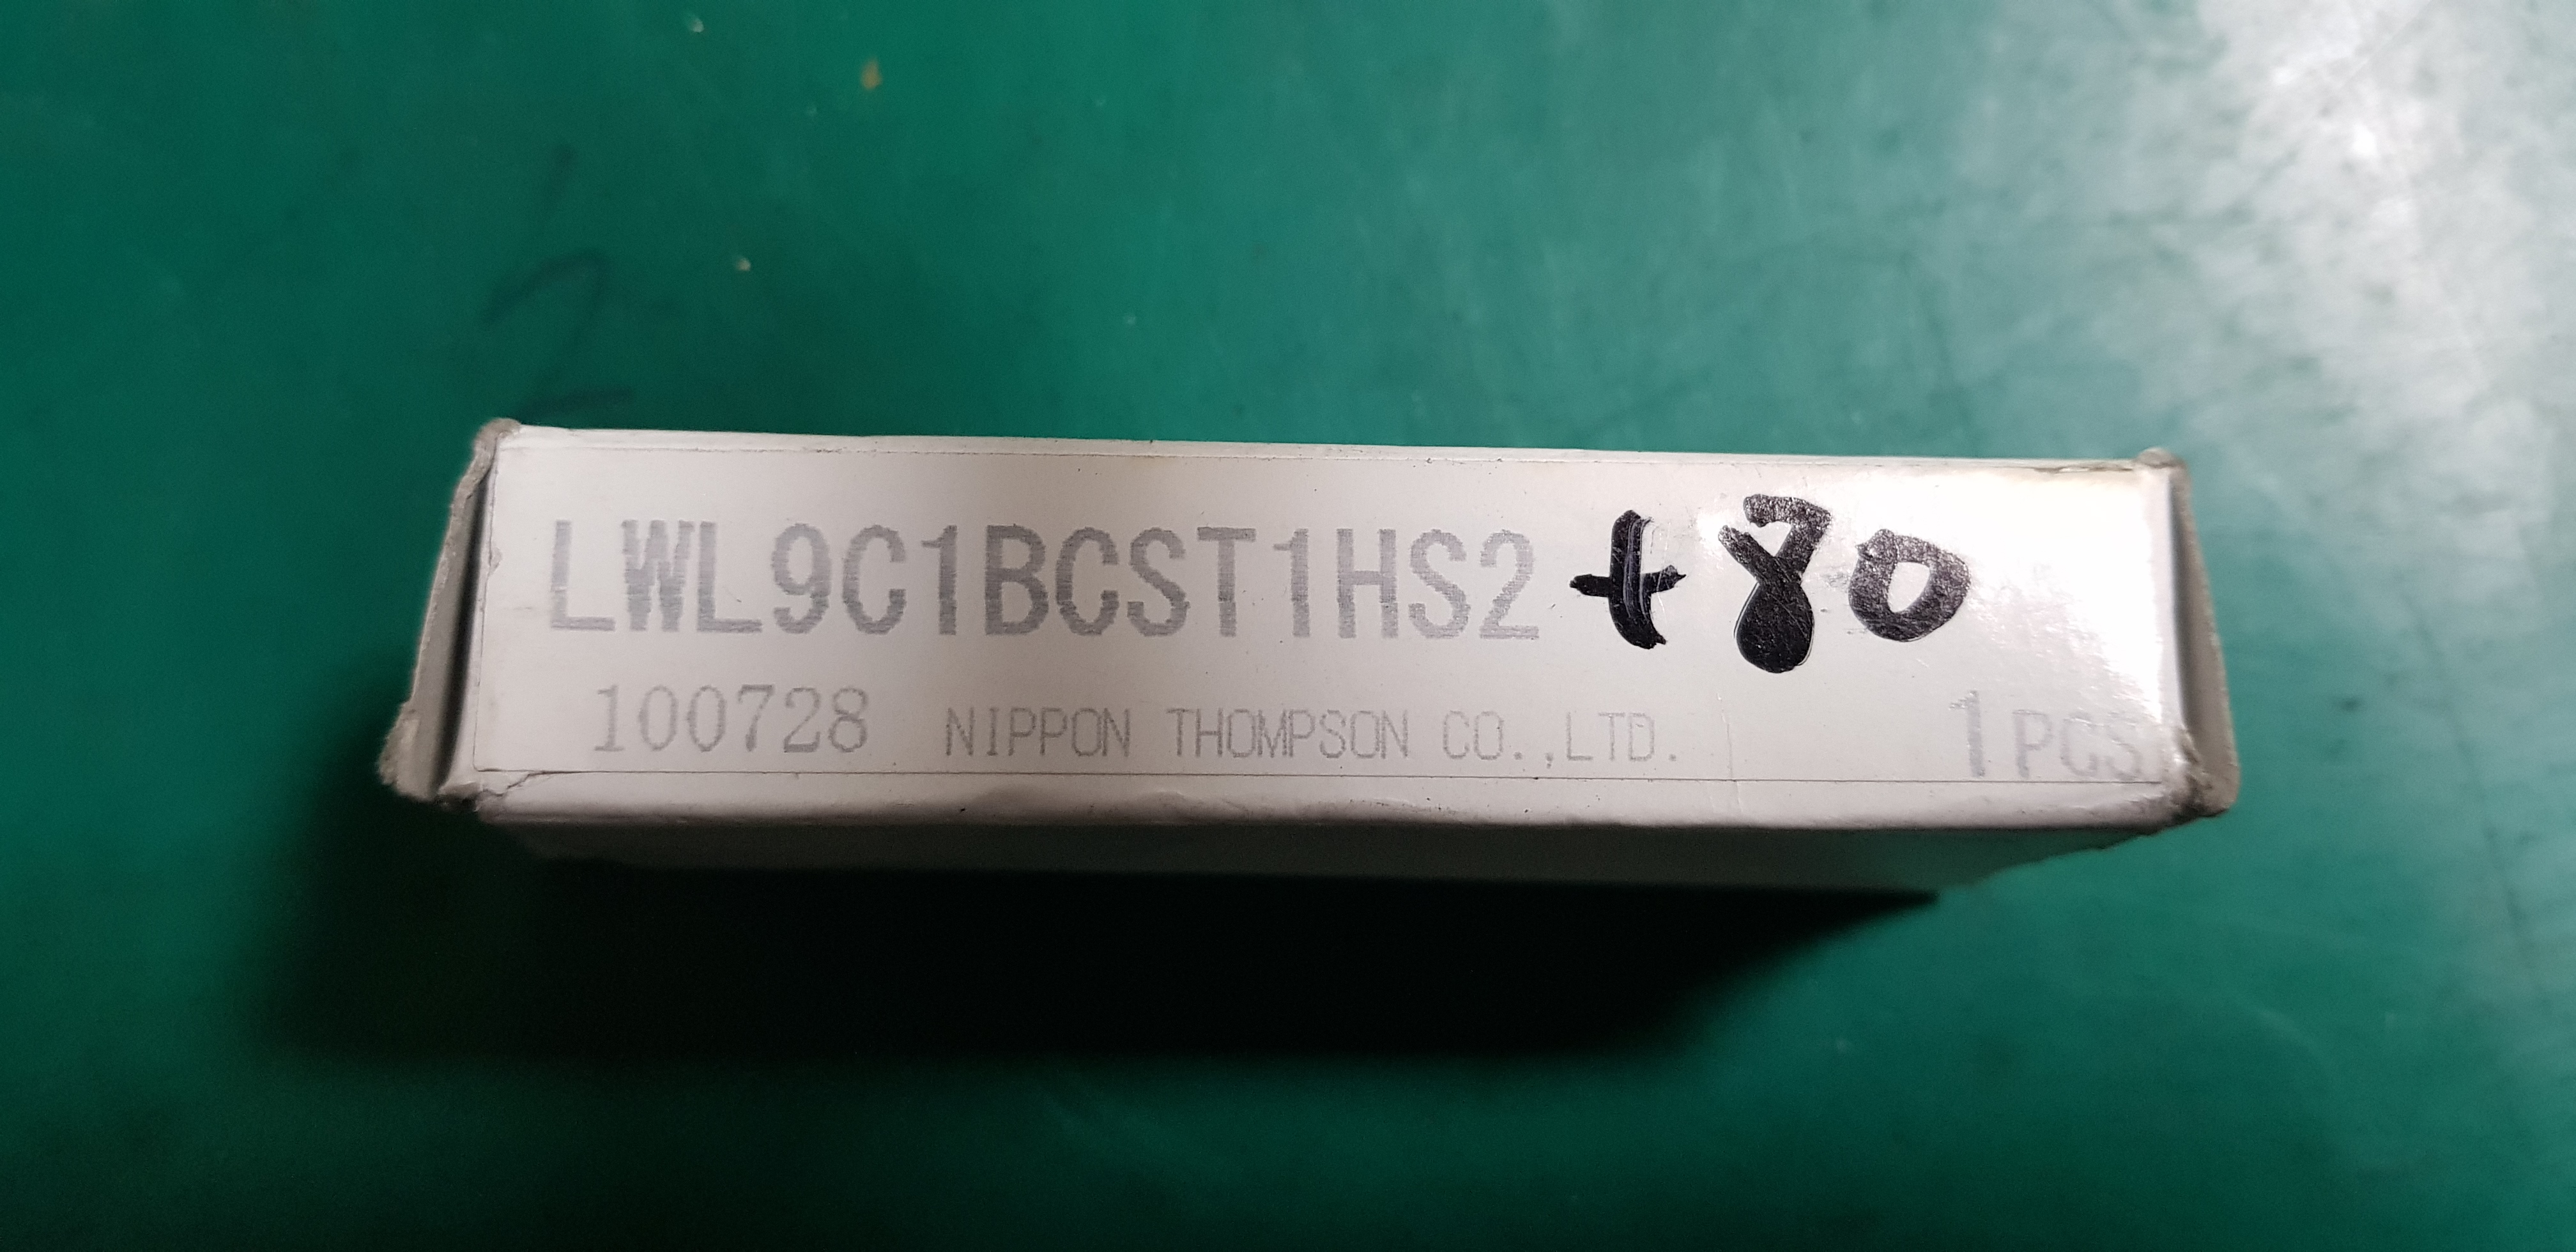 LWL9C1BCST1HS2 +80
100728 NIPPON THOMPSON CO.,LTD. 1PCS